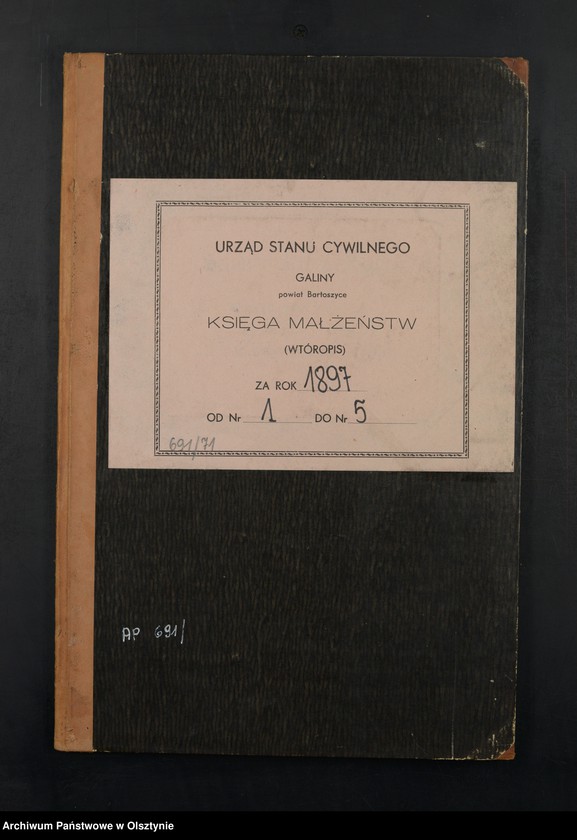 URZĄD STANU CYWILNEGO
GALINY
powiat Bartoszyce
KSIĘGA MAŁŻEŃSTW
(WTÓROPIS)
ZA ROK 1897
OD Nr 1 DO Nr 5
691/71
AP 691/
Archiwum Państwowe w Olsztynie